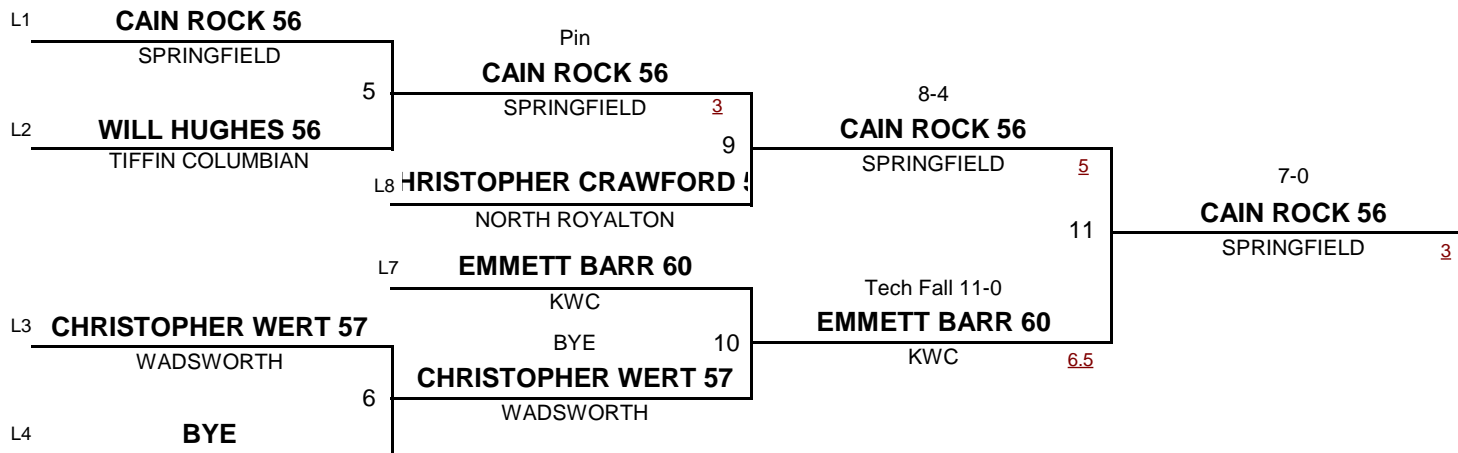 L1 CAIN ROCK 56
SPRINGFIELD
5
L2 WILL HUGHES 56
TIFFIN COLUMBIAN
Pin
CAIN ROCK 56
SPRINGFIELD 3
9
L8 HRISTOPHER CRAWFORD
NORTH ROYALTON
8-4
CAIN ROCK 56
SPRINGFIELD 5
11
7-0
CAIN ROCK 56
SPRINGFIELD 3
L7 EMMETT BARR 60
KWC
BYE 10
CHRISTOPHER WERT 57
WADSWORTH
Tech Fall 11-0
EMMETT BARR 60
KWC 6.5
L3 CHRISTOPHER WERT 57
WADSWORTH
6
L4 BYE